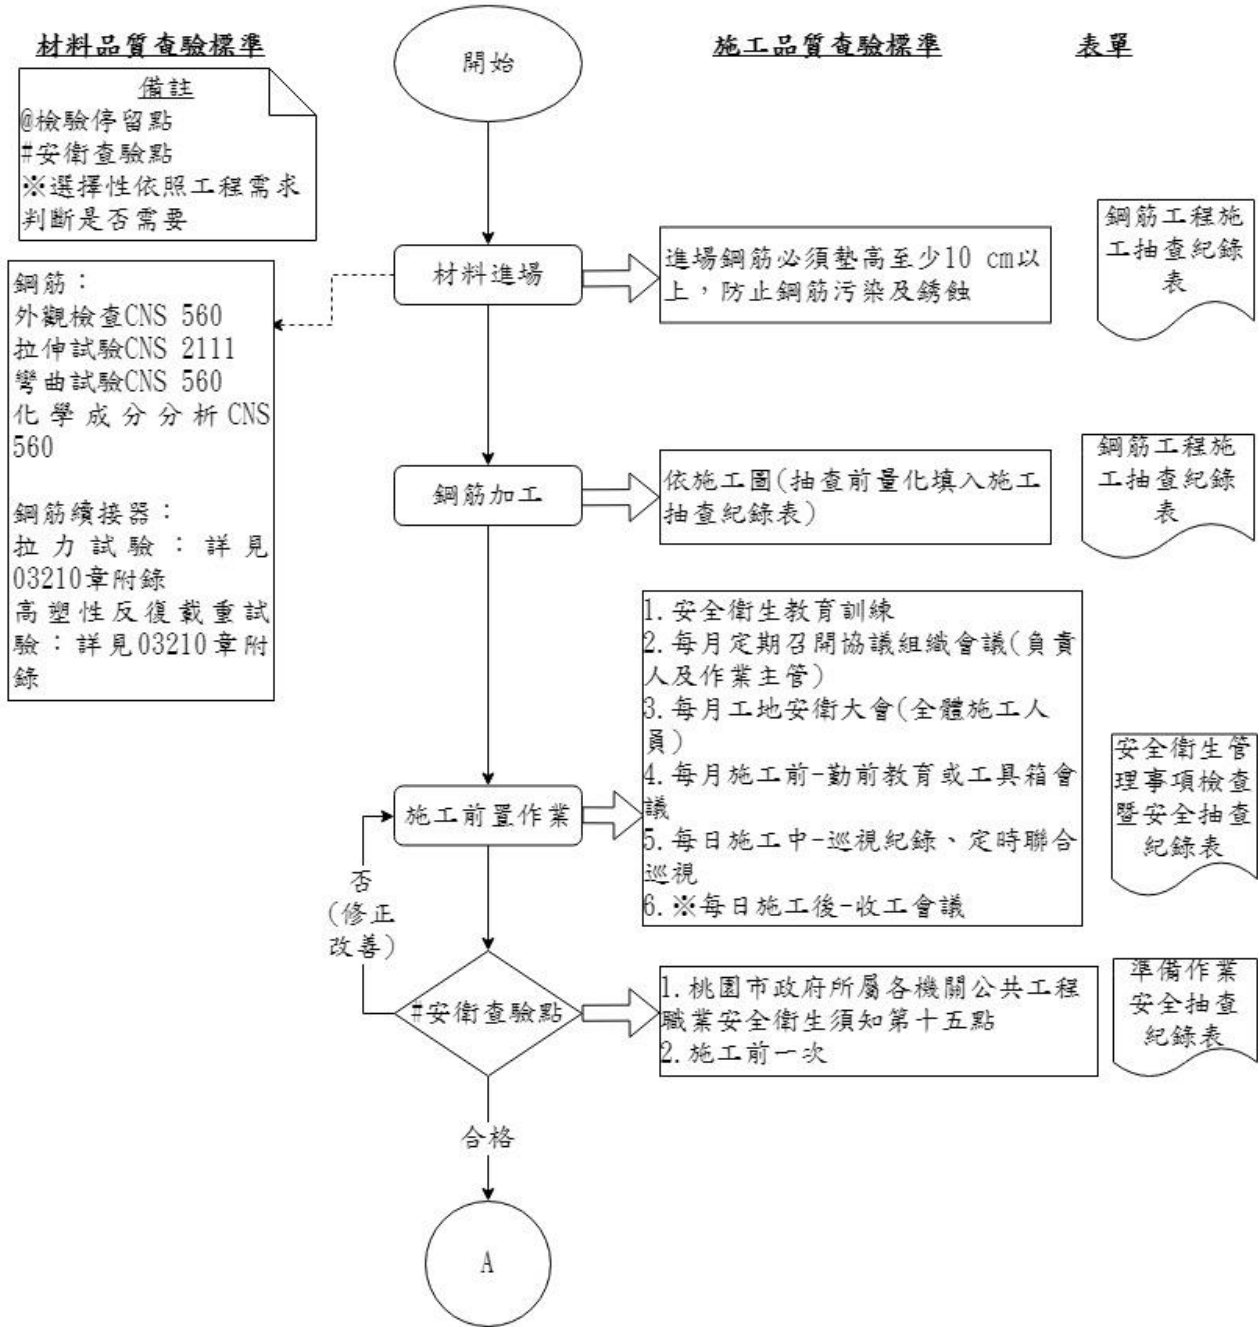 材料品質查驗標準
施工品質查驗標準
表單
開始
備註
@檢驗停留點
#安衛查驗點
※選擇性依照工程需求
判斷是否需要
材料進場
進場鋼筋必須墊高至少10 cm以
上，防止鋼筋污染及銹蝕
鋼筋工程施
工抽查紀錄
表
鋼筋：
外觀檢查CNS 560
拉伸試驗CNS 2111
彎曲試驗CNS 560
化學成分分析CNS
560
鋼筋續接器：
拉力試驗：詳見
03210章附錄
高塑性反復載重試
驗：詳見03210章附
錄
鋼筋加工
依施工圖(抽查前量化填入施工
抽查紀錄表)
鋼筋工程施
工抽查紀錄
表
施工前置作業
1.安全衛生教育訓練
2.每月定期召開協議組織會議(負責
人及作業主管)
3.每月工地安衛大會(全體施工人
員)
4.每月施工前-勤前教育或工具箱會
議
5.每日施工中-巡視紀錄、定時聯合
巡視
6.※每日施工後-收工會議
安全衛生管
理事項檢查
暨安全抽查
紀錄表
否
(修正
改善)
#安衛查驗點
1.桃園市政府所屬各機關公共工程
職業安全衛生須知第十五點
2.施工前一次
準備作業
安全抽查
紀錄表
合格
A